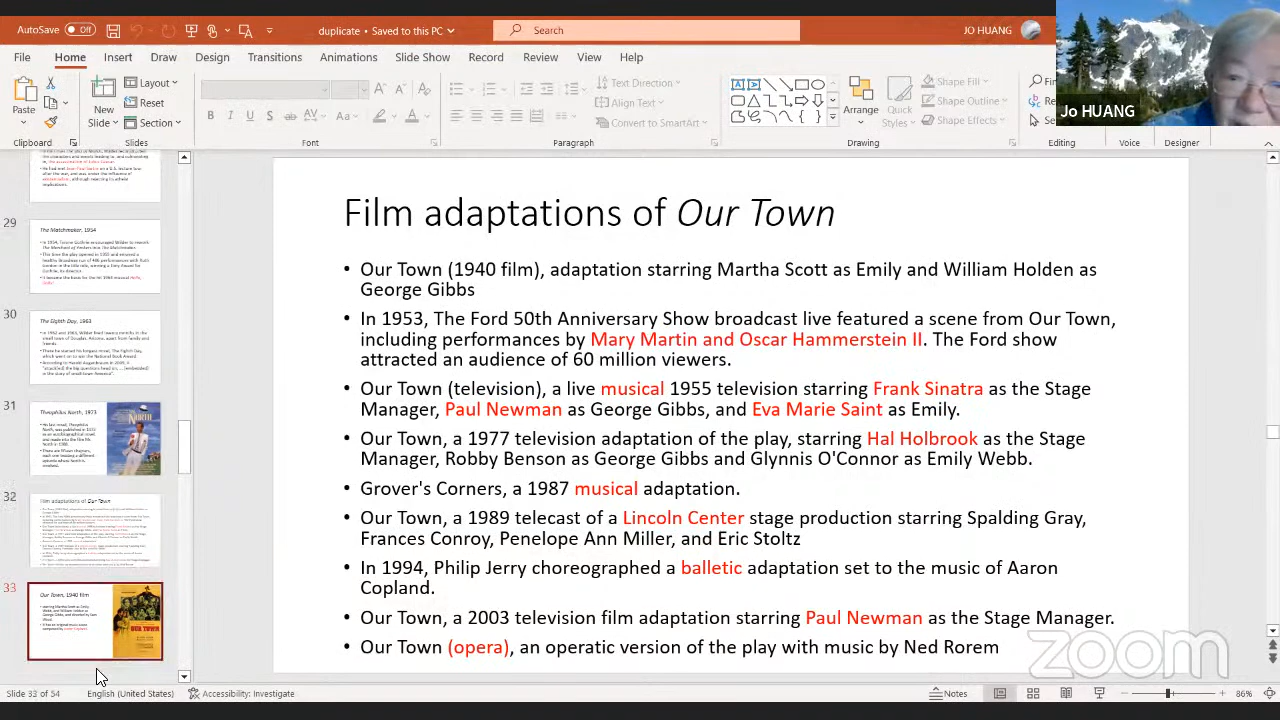 AutoSave Off
duplicate • Saved to this PC
Search
JO HUANG
File Home Insert Draw Design Transitions Animations Slide Show Review View Help
Paste
New
Slide
Layout
Reset
Section
Text Direction
Align Text
Convert to SmartArt
Arrange
Quick
Styles
Shape Fill
Shape Outline
Shape Effects
Jo HUANG
Clipboard
Slides
Font
Paragraph
Drawing
Editing
Voice
Designer
29
The Matchmaker, 1954
30
The Eighth Day, 1963
31
Theophilus North, 1973
32
Film adaptations of Our Town
33
Our Town, 1940 film
OUR TOWN
Film adaptations of Our Town
• Our Town (1940 film), adaptation starring Martha Scott as Emily and William Holden as
George Gibbs
• In 1953, The Ford 50th Anniversary Show broadcast live featured a scene from Our Town,
including performances by Mary Martin and Oscar Hammerstein II. The Ford show
attracted an audience of 60 million viewers.
• Our Town (television), a live musical 1955 television starring Frank Sinatra as the Stage
Manager, Paul Newman as George Gibbs, and Eva Marie Saint as Emily.
• Our Town, a 1977 television adaptation of the play, starring Hal Holbrook as the Stage
Manager, Robby Benson as George Gibbs and Glynnis O'Connor as Emily Webb.
• Grover's Corners, a 1987 musical adaptation.
• Our Town, a 1989 telecast of a Lincoln Center stage production starring Spalding Gray,
Frances Conroy, Penelope Ann Miller, and Eric Stoltz
• In 1994, Philip Jerry choreographed a balletic adaptation set to the music of Aaron
Copland.
• Our Town, a 2003 television film adaptation starring Paul Newman as the Stage Manager.
• Our Town (opera), an operatic version of the play with music by Ned Rorem
zoom
Slide 33 of 54
English (United States)
Accessibility: Investigate
Notes
86%